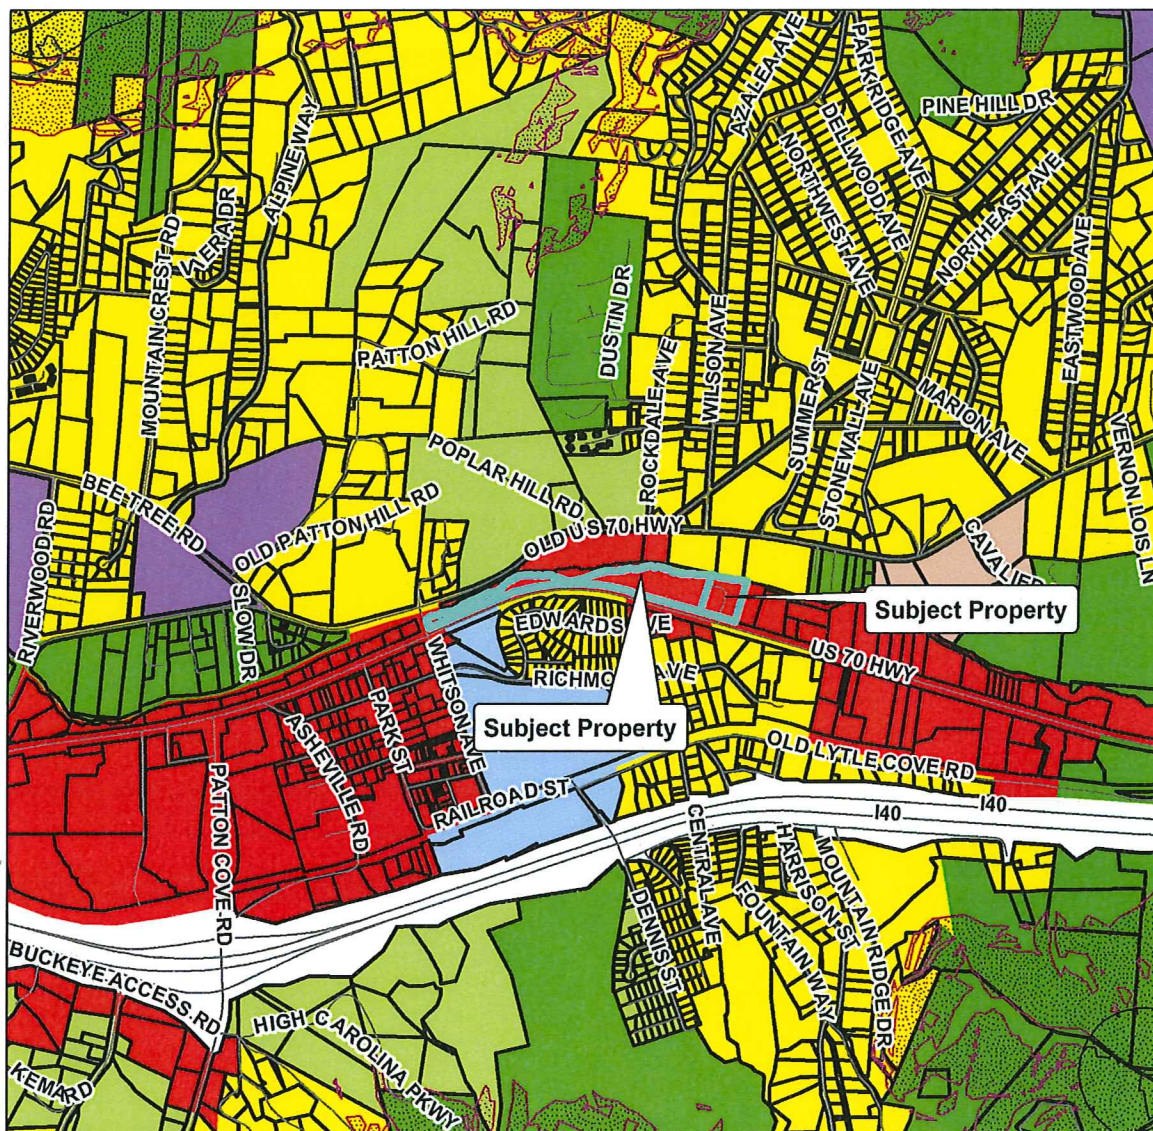 AZALEA AVE
PARKRIDGE AVE
PINE HILL DR
DELLWOOD AVE
NORTHWEST AVE
NORTHEAST AVE
EASTWOOD AVE
ALPINE WAY
MOUNTAIN CREST RD
PATTON HILL RD
DUSTIN DR
ROCKDALE AVE
WILSON AVE
SUMMER ST
STONEWALL AVE
MARION AVE
VERNON LOIS LN
BEE TREE RD
RIVERWOOD RD
OLD PATTON HILL RD
POPLAR HILL RD
OLD US 70 HWY
SLOW DR
Subject Property
EDWARDS AVE
US 70 HWY
WHITSON AVE
RICHMOND AVE
PARK ST
ASHEVILLE RD
Subject Property
OLD LYTLE COVE RD
PATTON COVE RD
RAILROAD ST
I40
I40
CENTRAL AVE
HARRISON ST
MOUNTAIN RIDGE DR
DENNIS ST
FOUNTAIN WAY
BUCKEYE ACCESS RD
HIGH CAROLINA PKWY
KEMARD